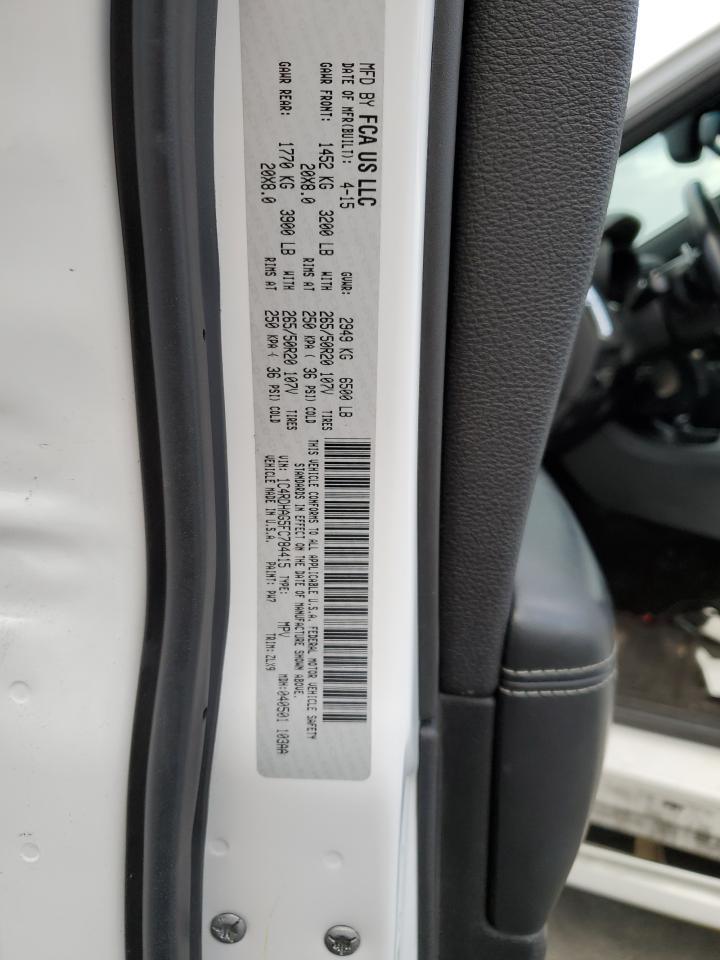 MFD BY FCA US LLC
DATE OF MFR(BUILT): 4-15 GVWR: 2949 KG 6500 LB
GAWR FRONT: 1452 KG 3200 LB WITH 265/50R20 107V TIRES
20X8.0 RIMS AT 250 KPA ( 36 PSI) COLD
GAWR REAR: 1770 KG 3900 LB WITH 265/50R20 107V TIRES
20X8.0 RIMS AT 250 KPA ( 36 PSI) COLD
THIS VEHICLE CONFORMS TO ALL APPLICABLE U.S.A. FEDERAL MOTOR VEHICLE SAFETY
STANDARDS IN EFFECT ON THE DATE OF MANUFACTURE SHOWN ABOVE.
VIN: 1C4RDHAG5FC784415 TYPE: MPV MDH:040501 103AA
VEHICLE MADE IN U.S.A. PAINT: PW7 TRIM: ZLX9